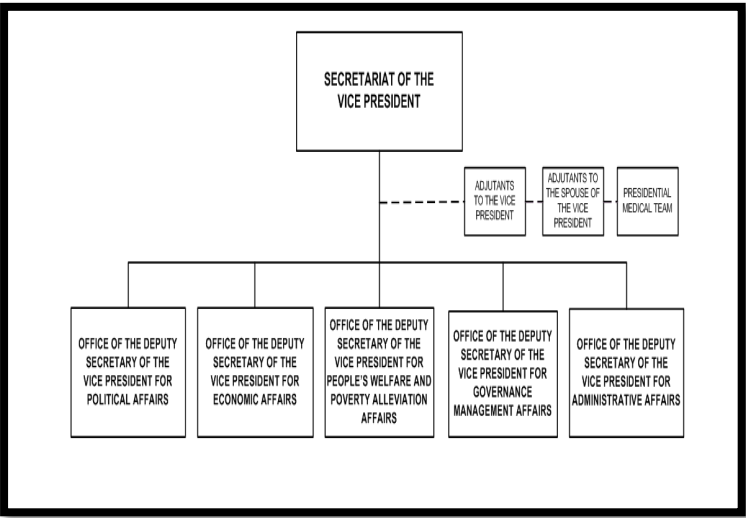 SECRETARIAT OF THE
VICE PRESIDENT
ADJUTANTS
TO THE VICE
PRESIDENT
ADJUTANTS TO
THE SPOUSE OF
THE VICE
PRESIDENT
PRESIDENTIAL
MEDICAL TEAM
OFFICE OF THE DEPUTY
SECRETARY OF THE
VICE PRESIDENT FOR
POLITICAL AFFAIRS
OFFICE OF THE DEPUTY
SECRETARY OF THE
VICE PRESIDENT FOR
ECONOMIC AFFAIRS
OFFICE OF THE DEPUTY
SECRETARY OF THE
VICE PRESIDENT FOR
PEOPLE'S WELFARE AND
POVERTY ALLEVIATION
AFFAIRS
OFFICE OF THE DEPUTY
SECRETARY OF THE
VICE PRESIDENT FOR
GOVERNANCE
MANAGEMENT AFFAIRS
OFFICE OF THE DEPUTY
SECRETARY OF THE
VICE PRESIDENT FOR
ADMINISTRATIVE AFFAIRS